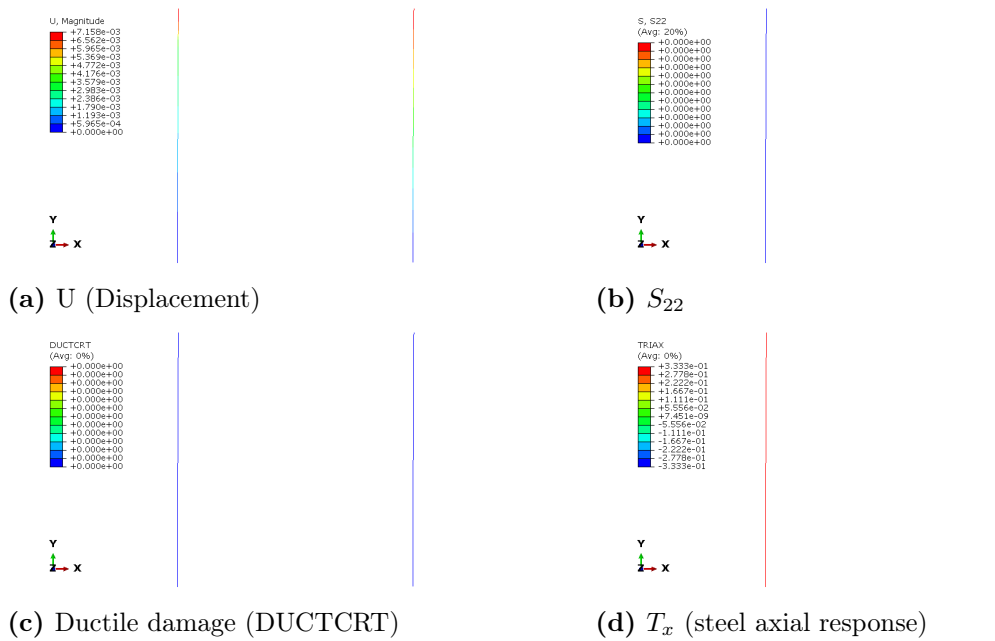 U, Magnitude
+7.158e-03
+6.562e-03
+5.965e-03
+5.369e-03
+4.772e-03
+4.176e-03
+3.579e-03
+2.983e-03
+2.386e-03
+1.790e-03
+1.193e-03
+5.965e-04
+0.000e+00
Y
Z X
(a) U (Displacement)
S, S22
(Avg: 20%)
+0.000e+00
+0.000e+00
+0.000e+00
+0.000e+00
+0.000e+00
+0.000e+00
+0.000e+00
+0.000e+00
+0.000e+00
+0.000e+00
+0.000e+00
+0.000e+00
+0.000e+00
Y
Z X
(b) S₂₂
DUCTCRT
(Avg: 0%)
+0.000e+00
+0.000e+00
+0.000e+00
+0.000e+00
+0.000e+00
+0.000e+00
+0.000e+00
+0.000e+00
+0.000e+00
+0.000e+00
+0.000e+00
+0.000e+00
+0.000e+00
Y
Z X
(c) Ductile damage (DUCTCRT)
TRIAX
(Avg: 0%)
+3.333e-01
+2.778e-01
+2.222e-01
+1.667e-01
+1.111e-01
+5.556e-02
+7.451e-09
-5.556e-02
-1.111e-01
-1.667e-01
-2.222e-01
-2.778e-01
-3.333e-01
Y
Z X
(d) Tₓ (steel axial response)